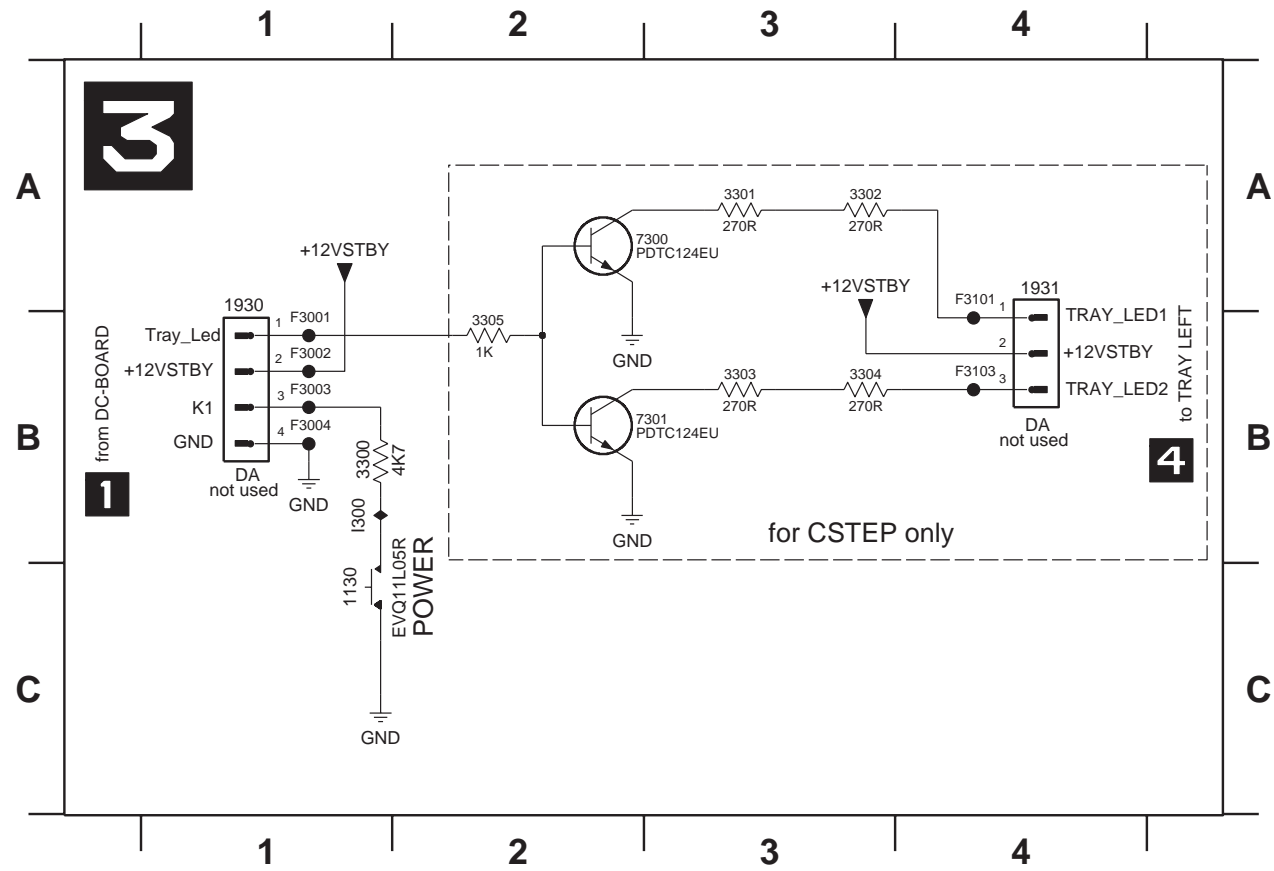 1 2 3 4
3
A A
3301 3302
270R 270R
7300
PDTC124EU
+12VSTBY
+12VSTBY
1930
1931
F3101 1
TRAY_LED1
1 F3001
Tray_Led
3305
1K
GND
2
+12VSTBY
2 F3002
+12VSTBY
from DC-BOARD
to TRAY LEFT
3303 3304
270R 270R
F3103 3
TRAY_LED2
3 F3003
K1
7301
PDTC124EU
B B
4 F3004
GND
DA
not used
DA
not used
3300
4K7
GND
1
4
I300
GND
for CSTEP only
1130
EVQ11L05R
POWER
C C
GND
1 2 3 4